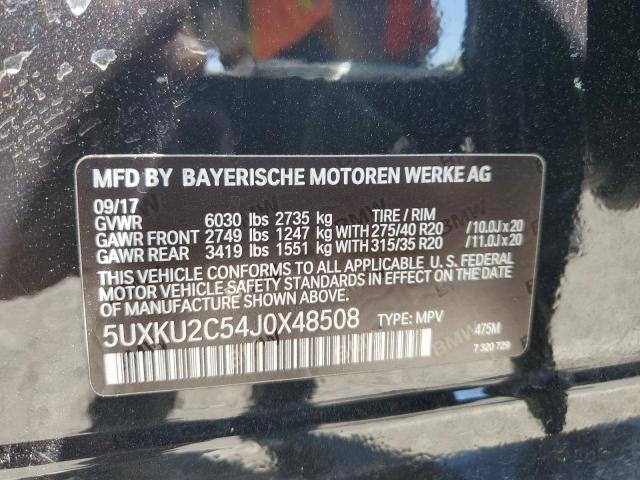 MFD BY BAYERISCHE MOTOREN WERKE AG
09/17
GVWR 6030 lbs 2735 kg TIRE / RIM
GAWR FRONT 2749 lbs 1247 kg WITH 275/40 R20 /10.0J x 20
GAWR REAR 3419 lbs 1551 kg WITH 315/35 R20 /11.0J x 20
THIS VEHICLE CONFORMS TO ALL APPLICABLE U. S. FEDERAL
MOTOR VEHICLE SAFETY STANDARDS IN EFFECT ON THE DATE
OF MANUFACTURE SHOWN ABOVE.
5UXKU2C54J0X48508 TYPE: MPV 475M
7 320 729